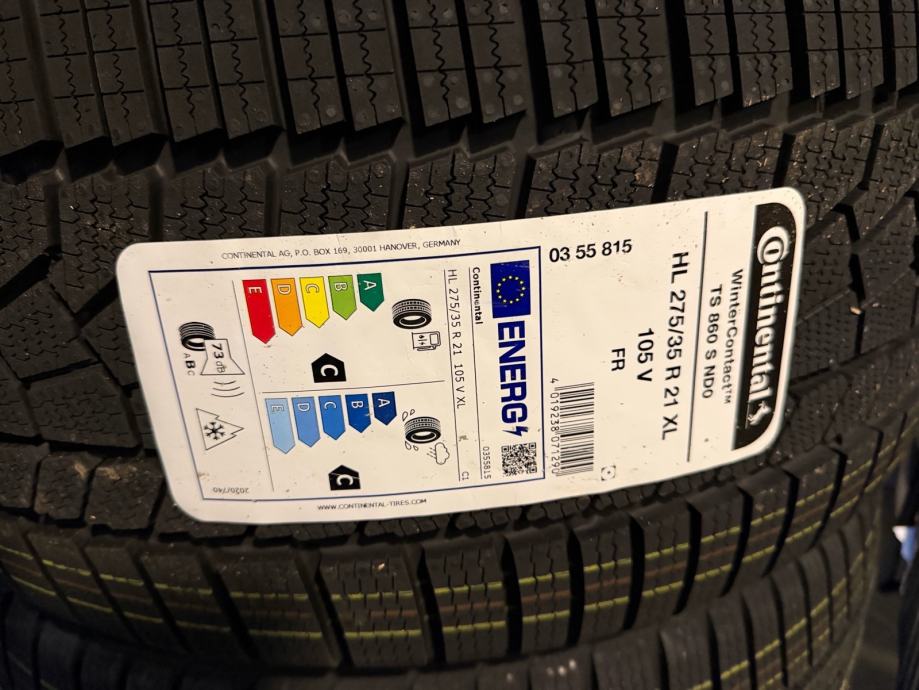 Continental
WinterContact™
TS 860 S ND0
HL 275/35 R 21 XL
105 V
FR
03 55 815
4 019238 071290
CONTINENTAL AG, P.O. BOX 169, 30001 HANOVER, GERMANY
ENERG
Continental
0355815
HL 275/35 R 21 105 V XL
C1
A
B
C
D
E
C
A
B
C
D
E
C
73 dB
ABC
2020/740
WWW.CONTINENTAL-TIRES.COM